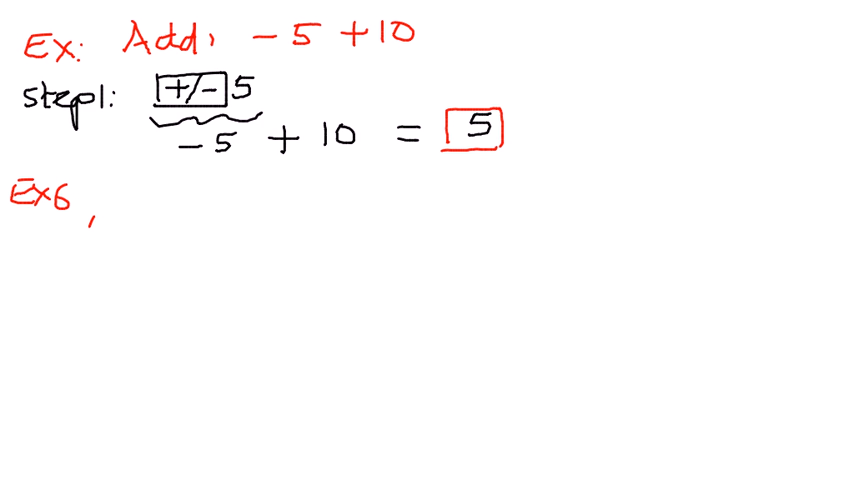 Ex: Add: -5 +10
step1: +/- 5
-5 + 10 = 5
Ex6,